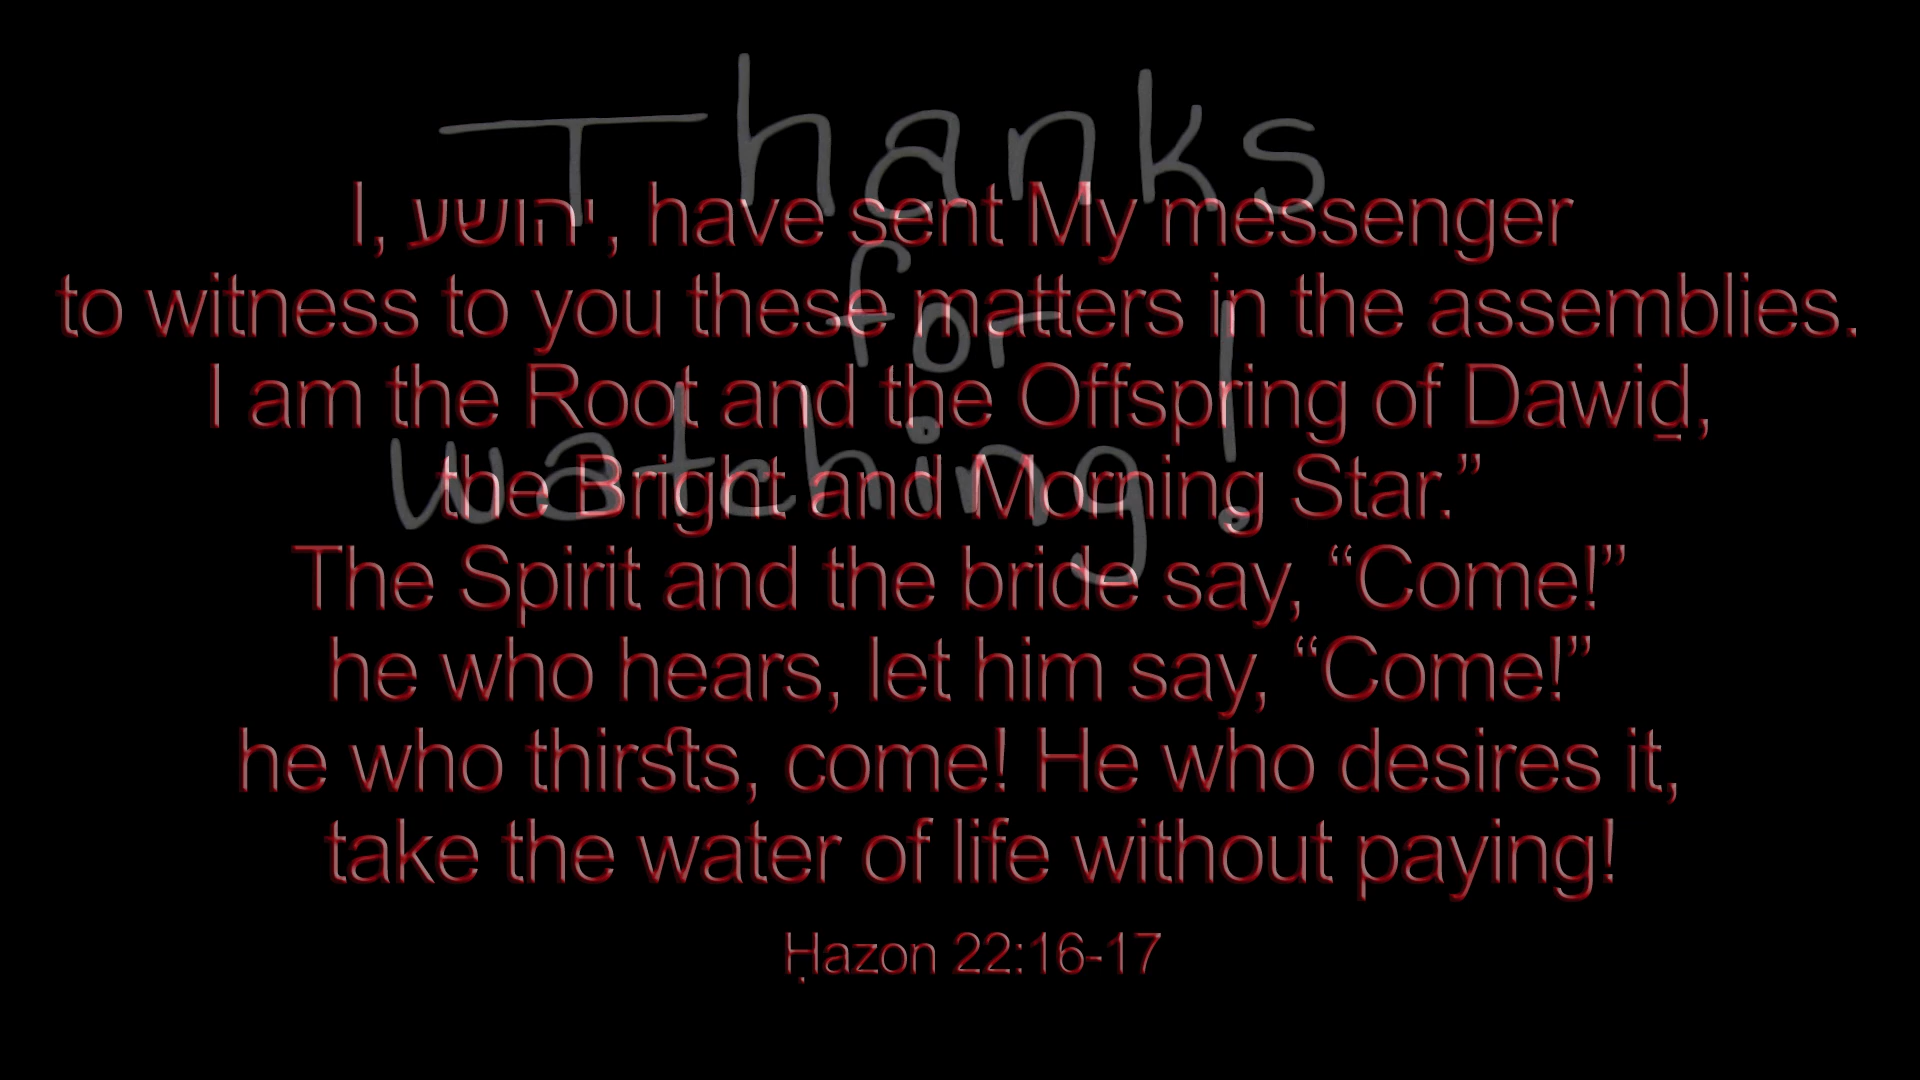 Thanks
for
watching!
I, יהושע, have sent My messenger
to witness to you these matters in the assemblies.
I am the Root and the Offspring of Dawiḏ,
the Bright and Morning Star.”
The Spirit and the bride say, “Come!”
he who hears, let him say, “Come!”
he who thirsts, come! He who desires it,
take the water of life without paying!
Ḥazon 22:16-17